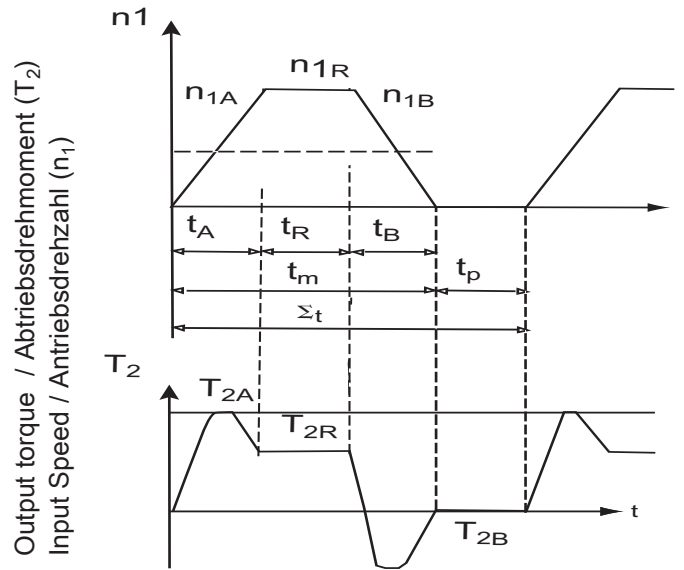 n1
n1R
n1A
n1B
tA
tR
tB
tm
tp
Σt
T2
T2A
T2R
T2B
t
Output torque / Abtriebsdrehmoment (T2)
Input Speed / Antriebsdrehzahl (n1)